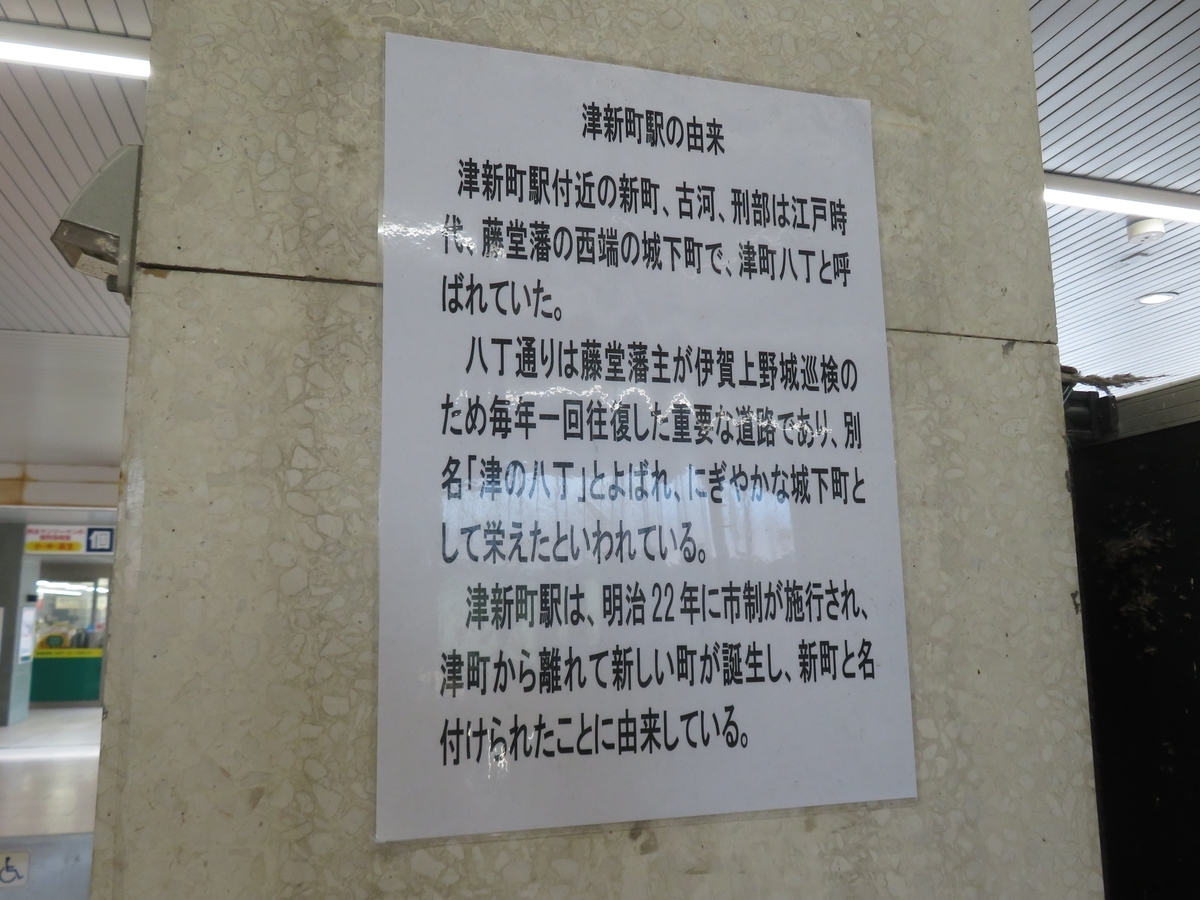 津新町駅の由来
津新町駅付近の新町、古河、刑部は江戸時
代、藤堂藩の西端の城下町で、津町八丁と呼
ばれていた。
八丁通りは藤堂藩主が伊賀上野城巡検の
ため毎年一回往復した重要な道路であり、別
名「津の八丁」とよばれ、にぎやかな城下町と
して栄えたといわれている。
津新町駅は、明治22年に市制が施行され、
津町から離れて新しい町が誕生し、新町と名
付けられたことに由来している。
個